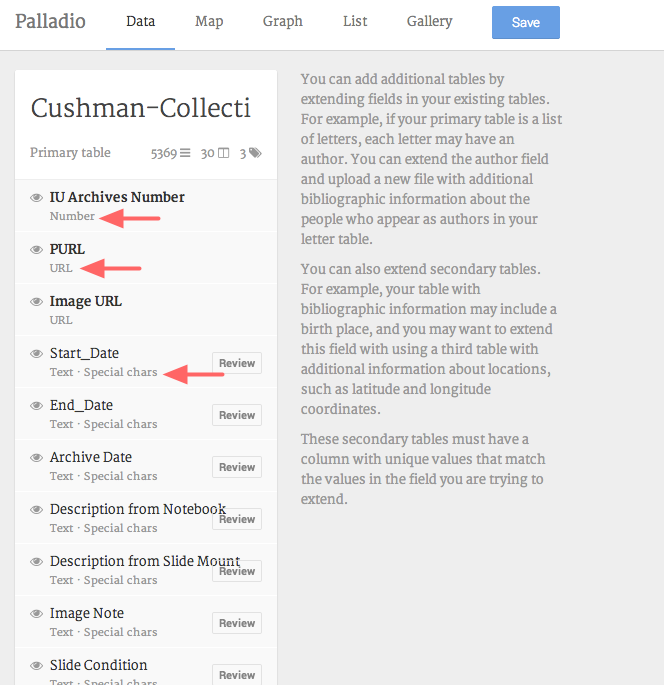 Palladio
Data
Map
Graph
List
Gallery
Save
Cushman-Collecti
Primary table
5369
30
3
IU Archives Number
Number
PURL
URL
Image URL
URL
Start_Date
Text · Special chars
Review
End_Date
Text · Special chars
Review
Archive Date
Text · Special chars
Review
Description from Notebook
Text · Special chars
Review
Description from Slide Mount
Text · Special chars
Review
Image Note
Text · Special chars
Review
Slide Condition
Text · Special chars
Review
You can add additional tables by
extending fields in your existing tables.
For example, if your primary table is a list
of letters, each letter may have an
author. You can extend the author field
and upload a new file with additional
bibliographic information about the
people who appear as authors in your
letter table.
You can also extend secondary tables.
For example, your table with
bibliographic information may include a
birth place, and you may want to extend
this field with using a third table with
additional information about locations,
such as latitude and longitude
coordinates.
These secondary tables must have a
column with unique values that match
the values in the field you are trying to
extend.